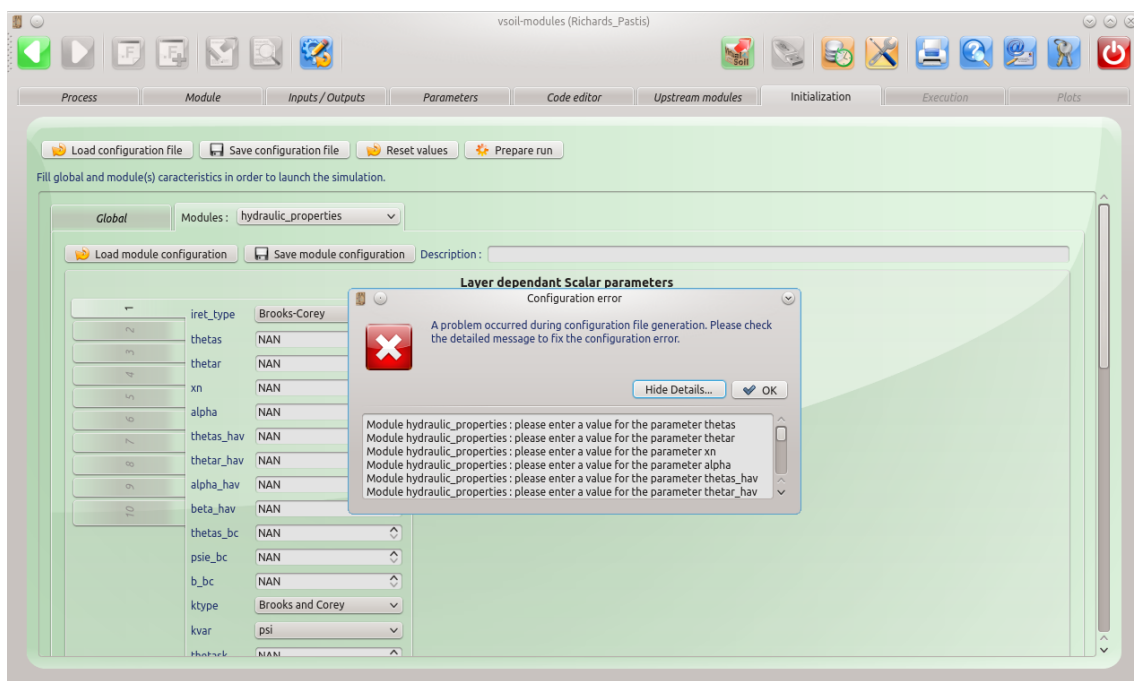 vsoil-modules (Richards_Pastis)
Process Module Inputs / Outputs Parameters Code editor Upstream modules Initialization Execution Plots
Load configuration file Save configuration file Reset values Prepare run
Fill global and module(s) caracteristics in order to launch the simulation.
Global Modules : hydraulic_properties
Load module configuration Save module configuration Description :
Layer dependant Scalar parameters
1
2
3
4
5
6
7
8
9
10
iret_type Brooks-Corey
thetas NAN
thetar NAN
xn NAN
alpha NAN
thetas_hav NAN
thetar_hav NAN
alpha_hav NAN
beta_hav NAN
thetas_bc NAN
psie_bc NAN
b_bc NAN
ktype Brooks and Corey
kvar psi
thetask NAN
Configuration error
A problem occurred during configuration file generation. Please check
the detailed message to fix the configuration error.
Hide Details... OK
Module hydraulic_properties : please enter a value for the parameter thetas
Module hydraulic_properties : please enter a value for the parameter thetar
Module hydraulic_properties : please enter a value for the parameter xn
Module hydraulic_properties : please enter a value for the parameter alpha
Module hydraulic_properties : please enter a value for the parameter thetas_hav
Module hydraulic_properties : please enter a value for the parameter thetar_hav